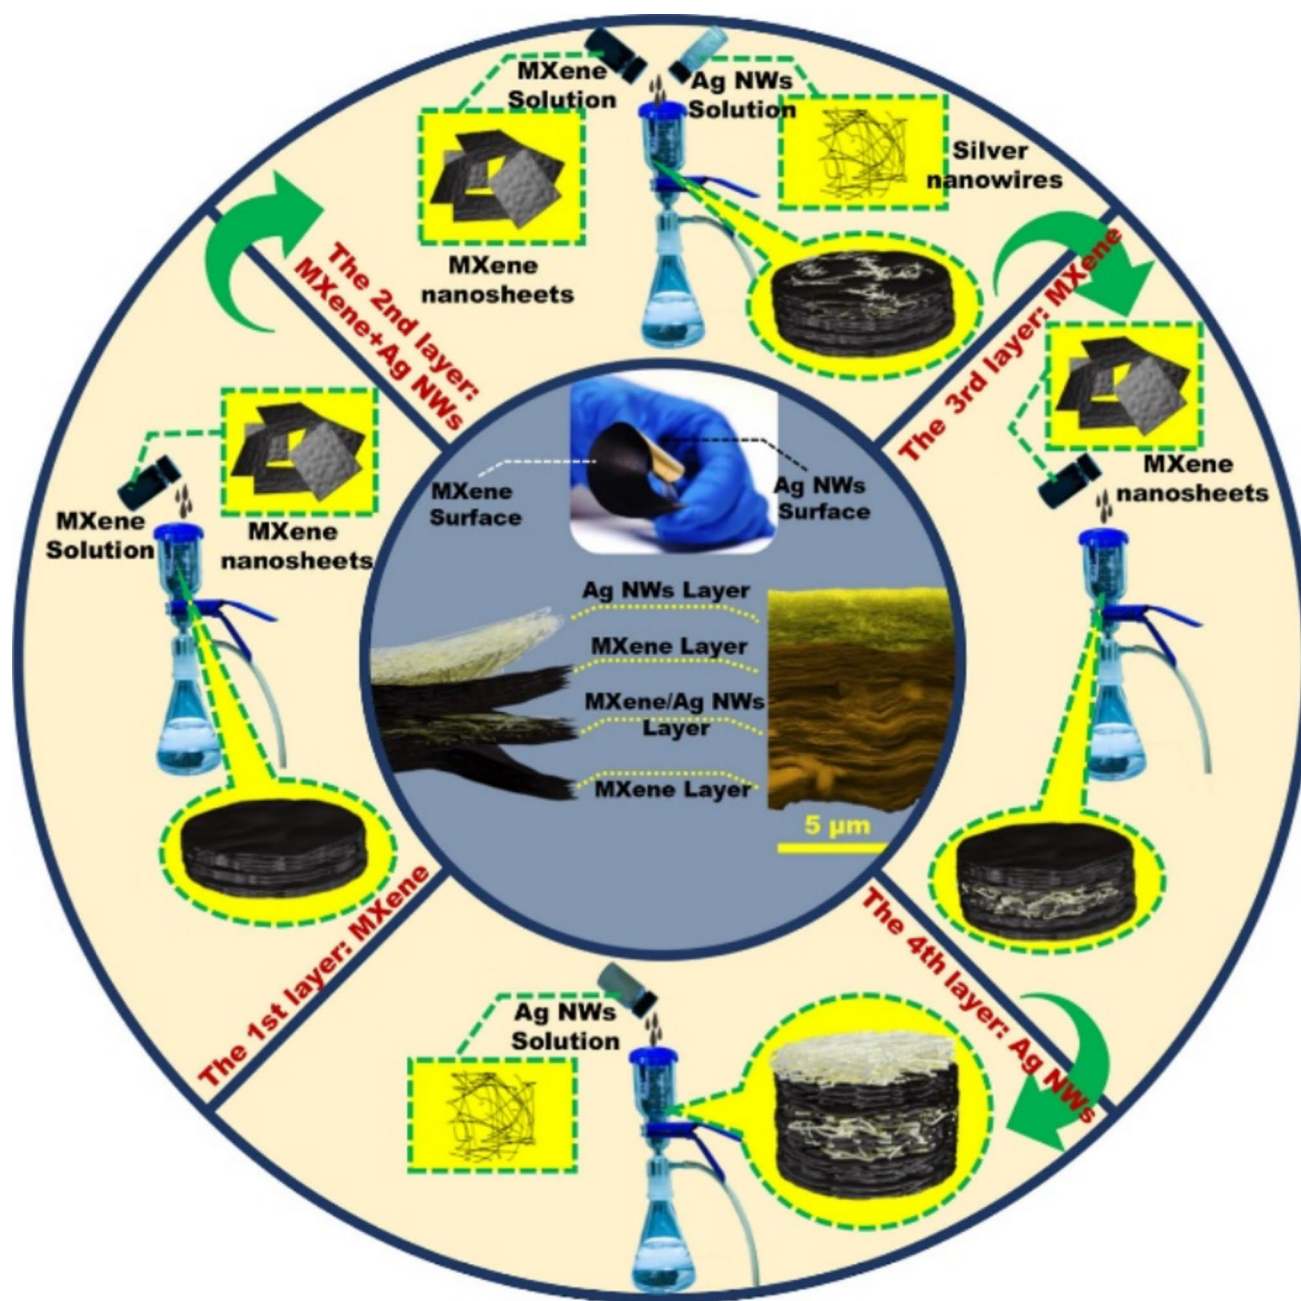 MXene
Solution
Ag NWs
Solution
Silver
nanowires
MXene
nanosheets
The 2nd layer:
MXene+Ag NWs
The 3rd layer: MXene
MXene
Solution
MXene
nanosheets
MXene
nanosheets
MXene
Surface
Ag NWs
Surface
Ag NWs Layer
MXene Layer
MXene/Ag NWs
Layer
MXene Layer
5 μm
The 1st layer: MXene
The 4th layer: Ag NWs
Ag NWs
Solution